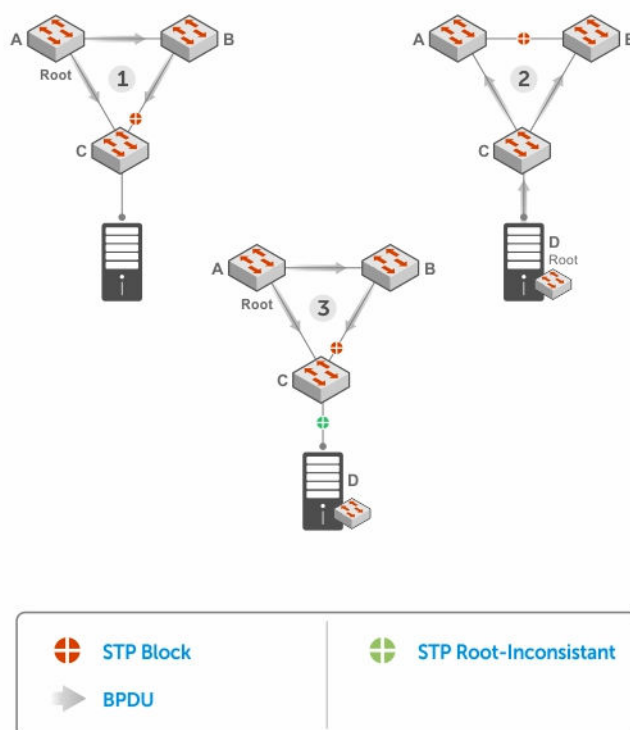 A
B
Root
1
C
A
B
2
C
D
Root
A
B
Root
3
C
D
STP Block
STP Root-Inconsistant
BPDU